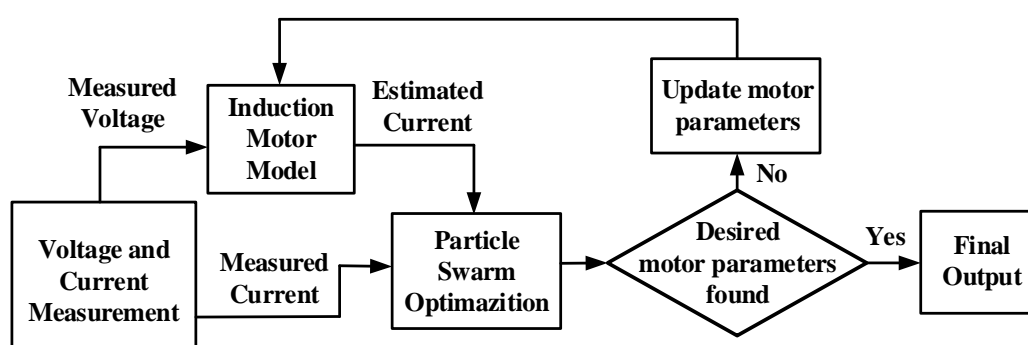 Measured
Voltage
Induction
Motor
Model
Estimated
Current
Update motor
parameters
No
Voltage and
Current
Measurement
Measured
Current
Particle
Swarm
Optimazition
Desired
motor parameters
found
Yes
Final
Output